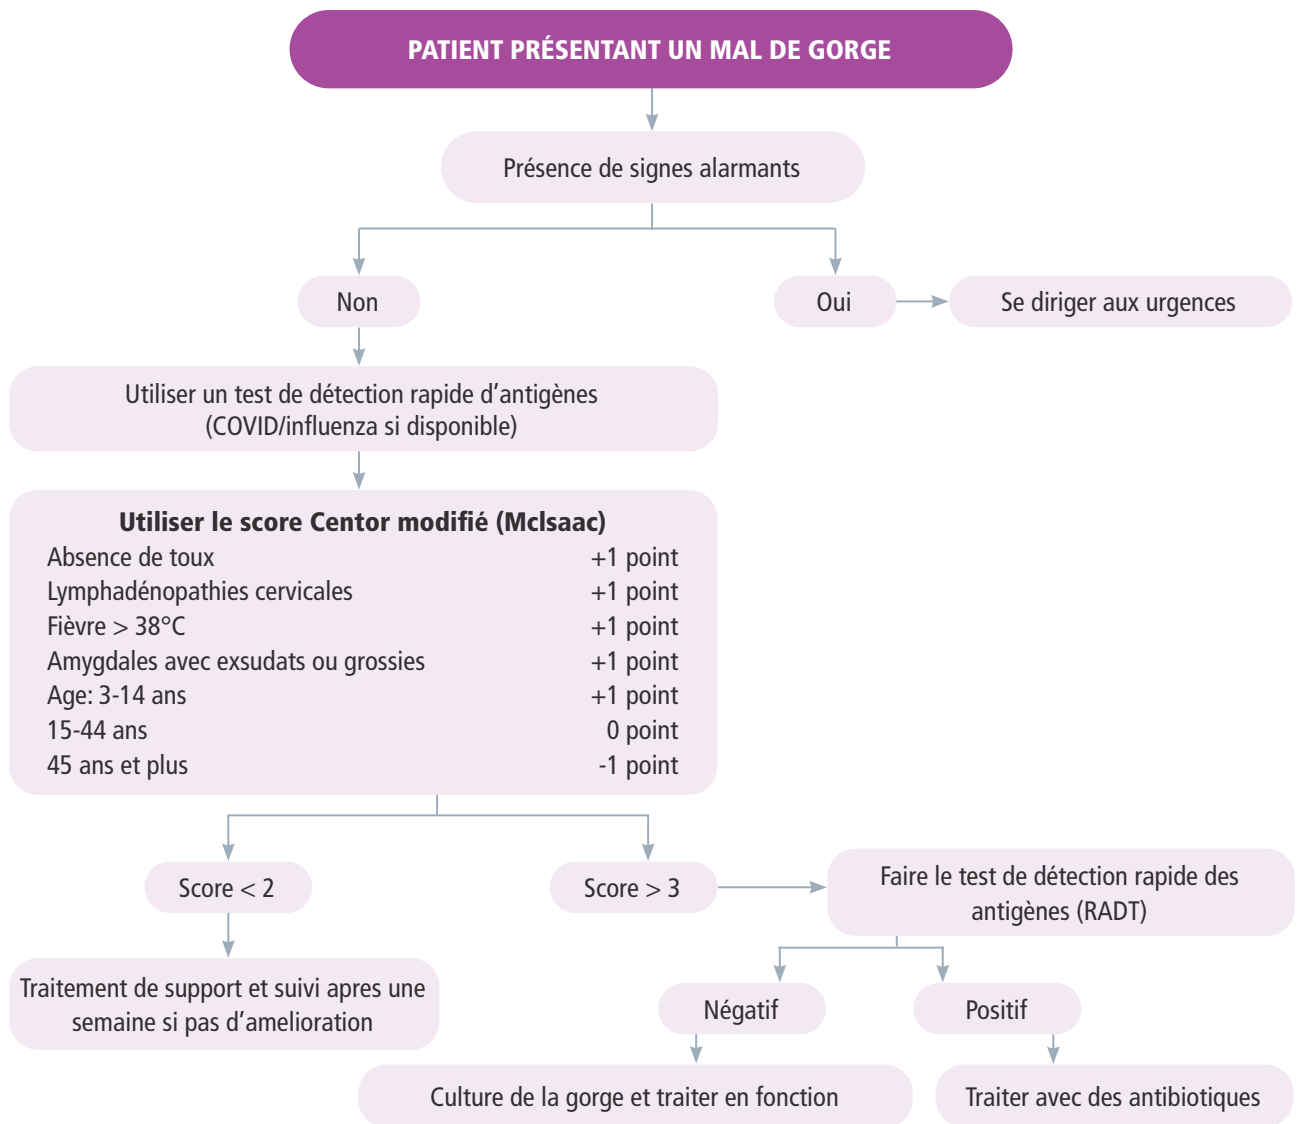 PATIENT PRÉSENTANT UN MAL DE GORGE
Présence de signes alarmants
Non
Oui
Se diriger aux urgences
Utiliser un test de détection rapide d’antigènes
(COVID/influenza si disponible)
Utiliser le score Centor modifié (McIsaac)
Absence de toux +1 point
Lymphadénopathies cervicales +1 point
Fièvre > 38°C +1 point
Amygdales avec exsudats ou grossies +1 point
Age: 3-14 ans +1 point
15-44 ans 0 point
45 ans et plus -1 point
Score < 2
Score > 3
Faire le test de détection rapide des
antigènes (RADT)
Traitement de support et suivi apres une
semaine si pas d’amelioration
Négatif
Positif
Culture de la gorge et traiter en fonction
Traiter avec des antibiotiques